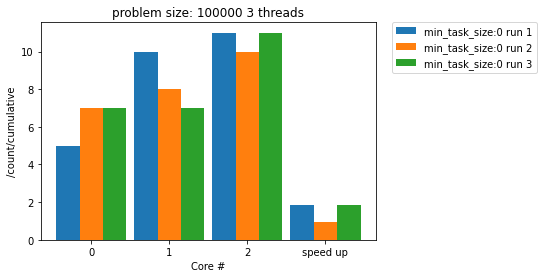 problem size: 100000 3 threads
min_task_size:0 run 1
min_task_size:0 run 2
min_task_size:0 run 3
/count/cumulative
10
8
6
4
2
0
0 1 2 speed up
Core #